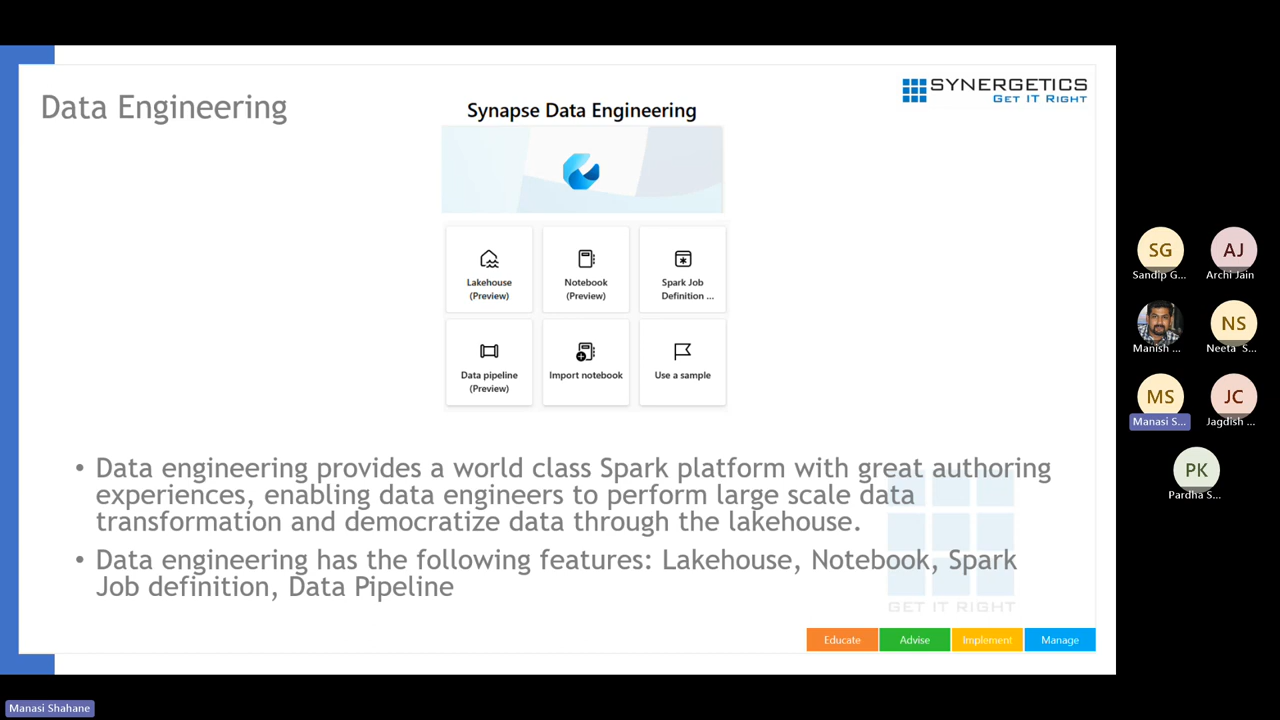 Data Engineering
SYNERGETICS
GET IT RIGHT
Synapse Data Engineering
Lakehouse
(Preview)
Notebook
(Preview)
Spark Job
Definition ...
Data pipeline
(Preview)
Import notebook
Use a sample
• Data engineering provides a world class Spark platform with great authoring
experiences, enabling data engineers to perform large scale data
transformation and democratize data through the lakehouse.
• Data engineering has the following features: Lakehouse, Notebook, Spark
Job definition, Data Pipeline
GET IT RIGHT
Educate
Advise
Implement
Manage
SG
Sandip G...
AJ
Archi Jain
Manish ...
NS
Neeta S...
MS
Manasi S...
JC
Jagdish ...
PK
Pardha S...
Manasi Shahane